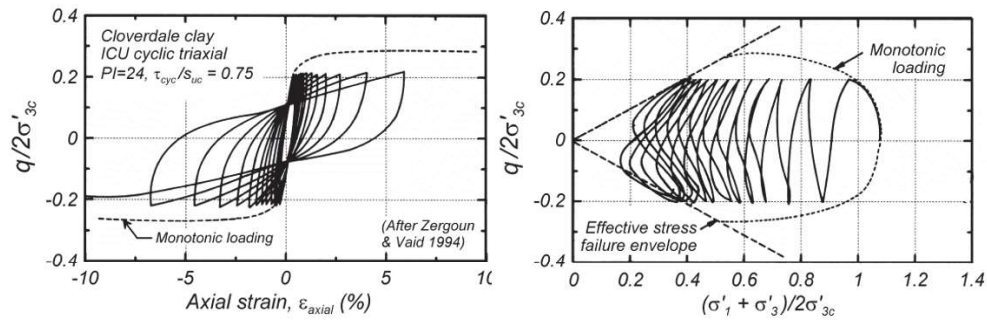 Cloverdale clay
ICU cyclic triaxial
PI=24, τcyc/suc = 0.75
0.4
0.2
0
-0.2
-0.4
q/2σ'3c
Monotonic loading
(After Zergoun
& Vaid 1994)
-10
-5
0
5
10
Axial strain, εaxial (%)
0.4
0.2
0
-0.2
-0.4
q/2σ'3c
Monotonic
loading
Effective stress
failure envelope
0
0.2
0.4
0.6
0.8
1
1.2
1.4
(σ'1 + σ'3)/2σ'3c